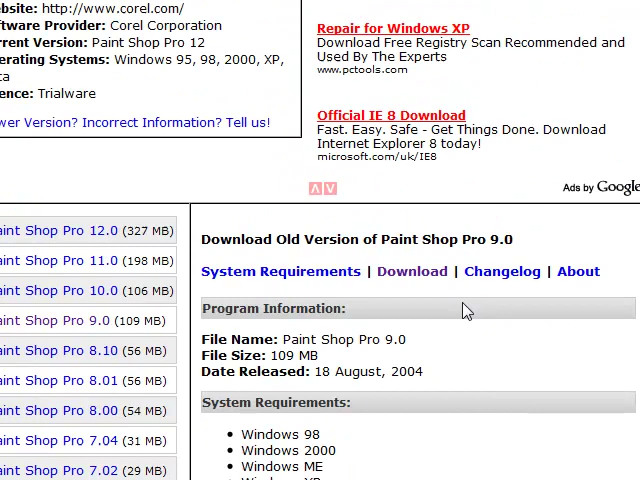 bsite: http://www.corel.com/
ftware Provider: Corel Corporation
rrent Version: Paint Shop Pro 12
erating Systems: Windows 95, 98, 2000, XP,
ta
ence: Trialware
wer Version? Incorrect Information? Tell us!
Repair for Windows XP
Download Free Registry Scan Recommended and
Used By The Experts
www.pctools.com
Official IE 8 Download
Fast. Easy. Safe - Get Things Done. Download
Internet Explorer 8 today!
microsoft.com/uk/IE8
Ads by Google
aint Shop Pro 12.0 (327 MB)
aint Shop Pro 11.0 (198 MB)
aint Shop Pro 10.0 (106 MB)
aint Shop Pro 9.0 (109 MB)
aint Shop Pro 8.10 (56 MB)
aint Shop Pro 8.01 (56 MB)
aint Shop Pro 8.00 (54 MB)
aint Shop Pro 7.04 (31 MB)
aint Shop Pro 7.02 (29 MB)
Download Old Version of Paint Shop Pro 9.0
System Requirements | Download | Changelog | About
Program Information:
File Name: Paint Shop Pro 9.0
File Size: 109 MB
Date Released: 18 August, 2004
System Requirements:
• Windows 98
• Windows 2000
• Windows ME